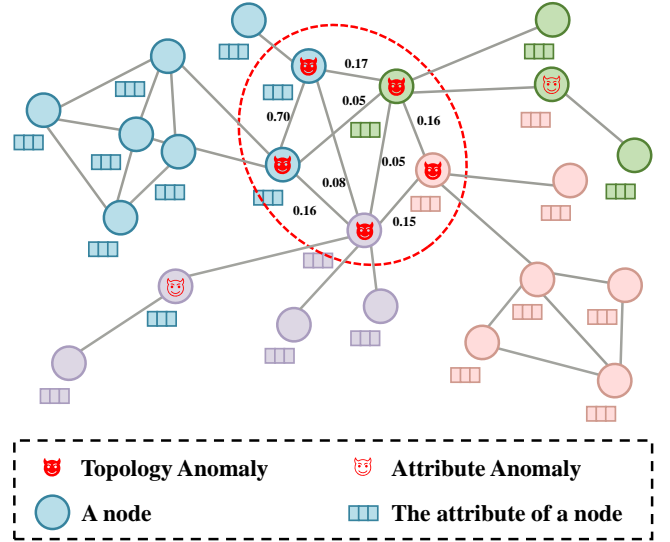 0.17
0.05
0.70
0.16
0.05
0.08
0.16
0.15
Topology Anomaly
Attribute Anomaly
A node
The attribute of a node